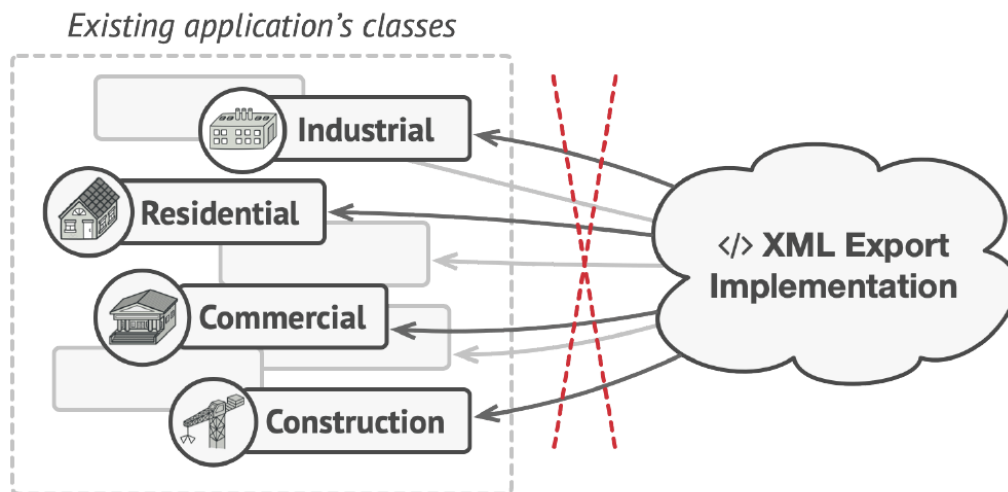 Existing application's classes
Industrial
Residential
Commercial
Construction
</> XML Export
Implementation